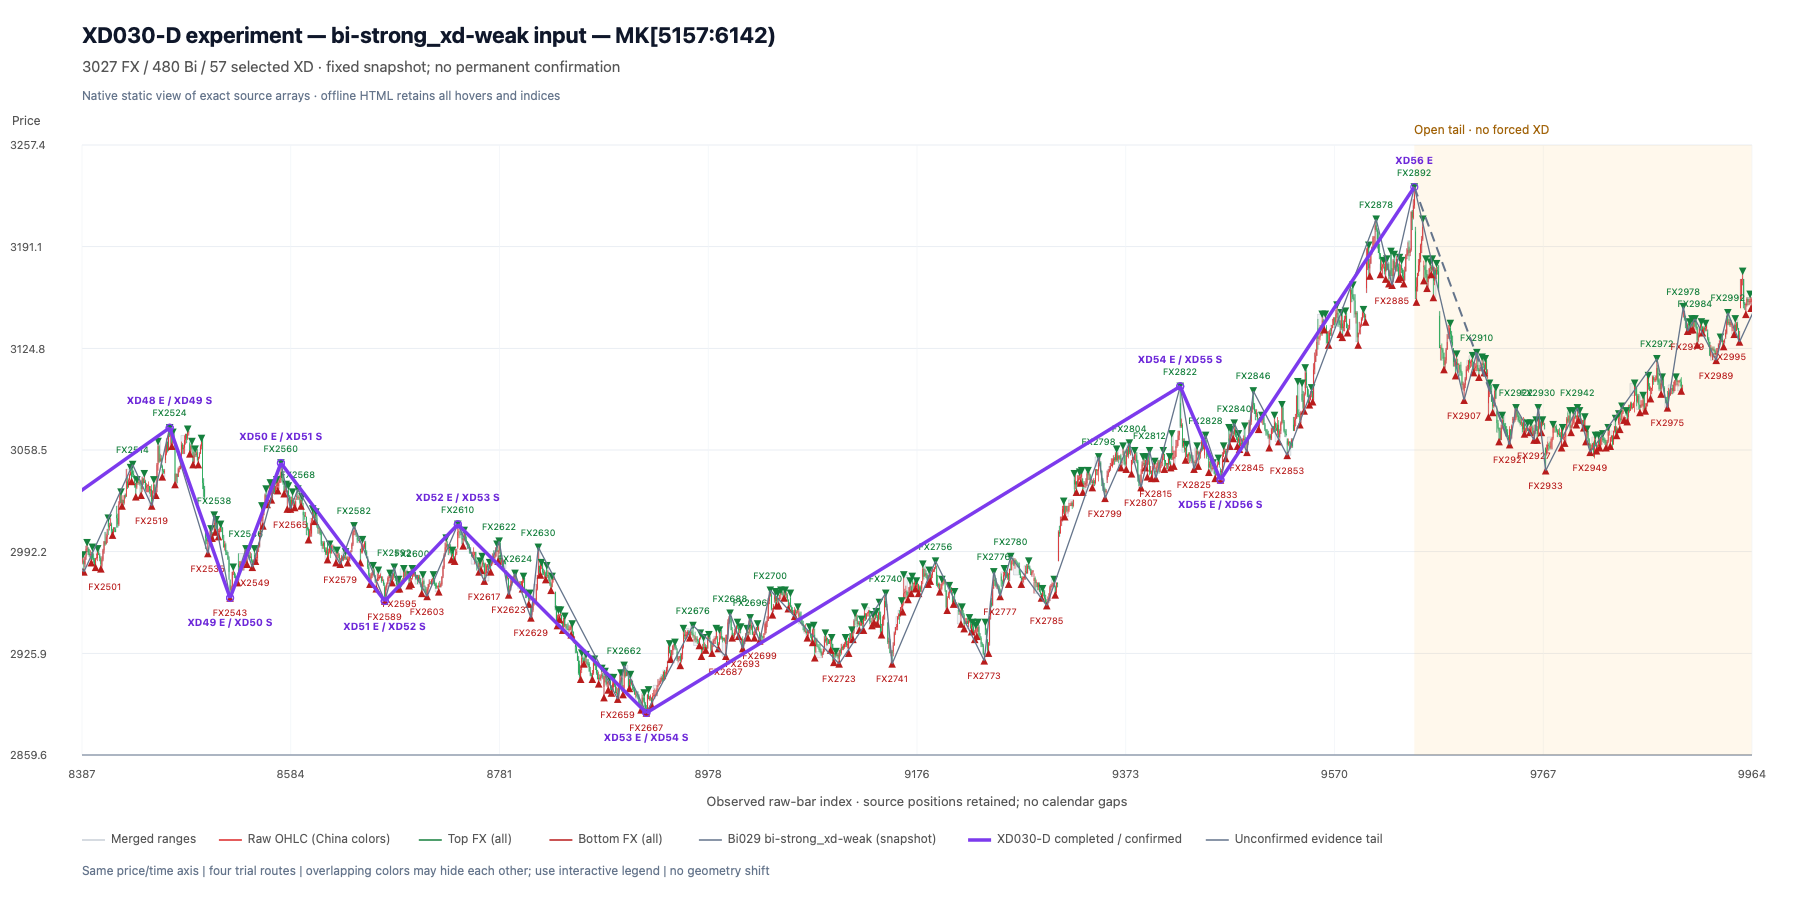 XD030-D experiment — bi-strong_xd-weak input — MK[5157:6142)
3027 FX / 480 Bi / 57 selected XD · fixed snapshot; no permanent confirmation
Native static view of exact source arrays · offline HTML retains all hovers and indices
Price
Open tail · no forced XD
3257.4
XD56 E
FX2892
FX2878
3191.1
FX2885
FX2978
FX2984
FX2992
3124.8
FX2910
FX2972
FX2995
FX2989
XD54 E / XD55 S
FX2822
FX2846
FX2907
FX2930
FX2942
FX2975
XD48 E / XD49 S
FX2524
FX2840
FX2828
FX2804
FX2812
XD50 E / XD51 S
FX2560
3058.5
FX2798
FX2845
FX2853
FX2921
FX2927
FX2949
FX2933
FX2568
FX2825
FX2833
FX2815
FX2807
FX2799
XD55 E / XD56 S
XD52 E / XD53 S
FX2610
FX2538
FX2519
FX2565
FX2582
FX2622
FX2630
2992.2
FX2756
FX2780
FX2624
FX2501
FX2549
FX2579
FX2740
FX2700
FX2595
FX2603
FX2617
FX2623
FX2543
FX2589
XD49 E / XD50 S
XD51 E / XD52 S
FX2629
FX2676
FX2696
FX2777
FX2785
2925.9
FX2662
FX2693
FX2699
FX2687
FX2723
FX2741
FX2773
FX2659
FX2667
XD53 E / XD54 S
2859.6
8387 8584 8781 8978 9176 9373 9570 9767 9964
Observed raw-bar index · source positions retained; no calendar gaps
Merged ranges Raw OHLC (China colors) Top FX (all) Bottom FX (all) Bi029 bi-strong_xd-weak (snapshot) XD030-D completed / confirmed Unconfirmed evidence tail
Same price/time axis | four trial routes | overlapping colors may hide each other; use interactive legend | no geometry shift